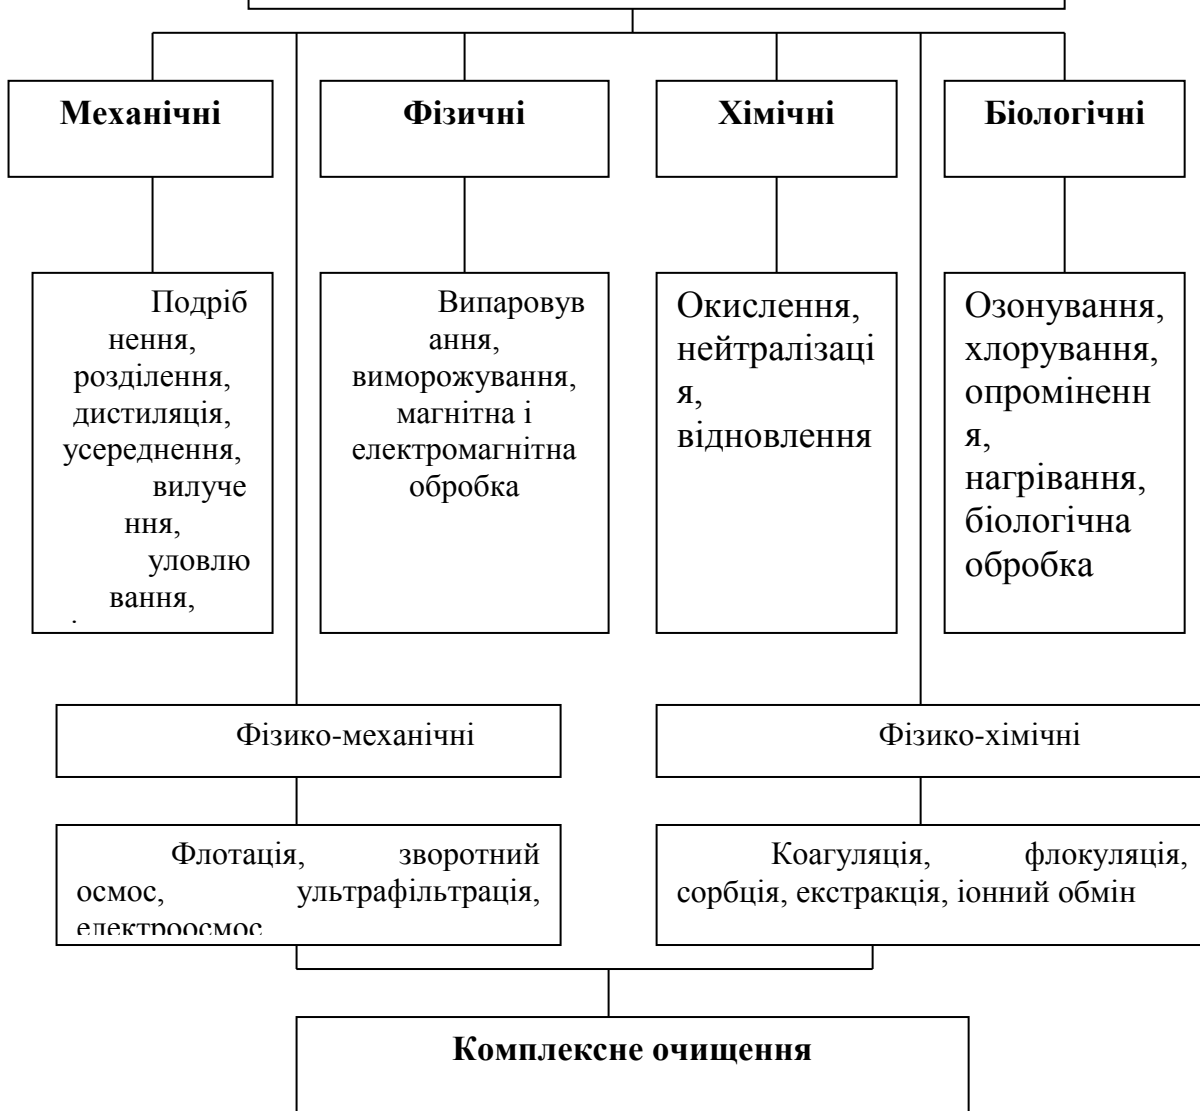 Механічні
Фізичні
Хімічні
Біологічні
Подріб
нення,
розділення,
дистиляція,
усереднення,
вилуче
ння,
уловлю
вання,
Випаровув
ання,
виморожування,
магнітна і
електромагнітна
обробка
Окислення,
нейтралізаці
я,
відновлення
Озонування,
хлорування,
опроміненн
я,
нагрівання,
біологічна
обробка
Фізико-механічні
Фізико-хімічні
Флотація, зворотний
осмос, ультрафільтрація,
електроосмос
Коагуляція, флокуляція,
сорбція, екстракція, іонний обмін
Комплексне очищення